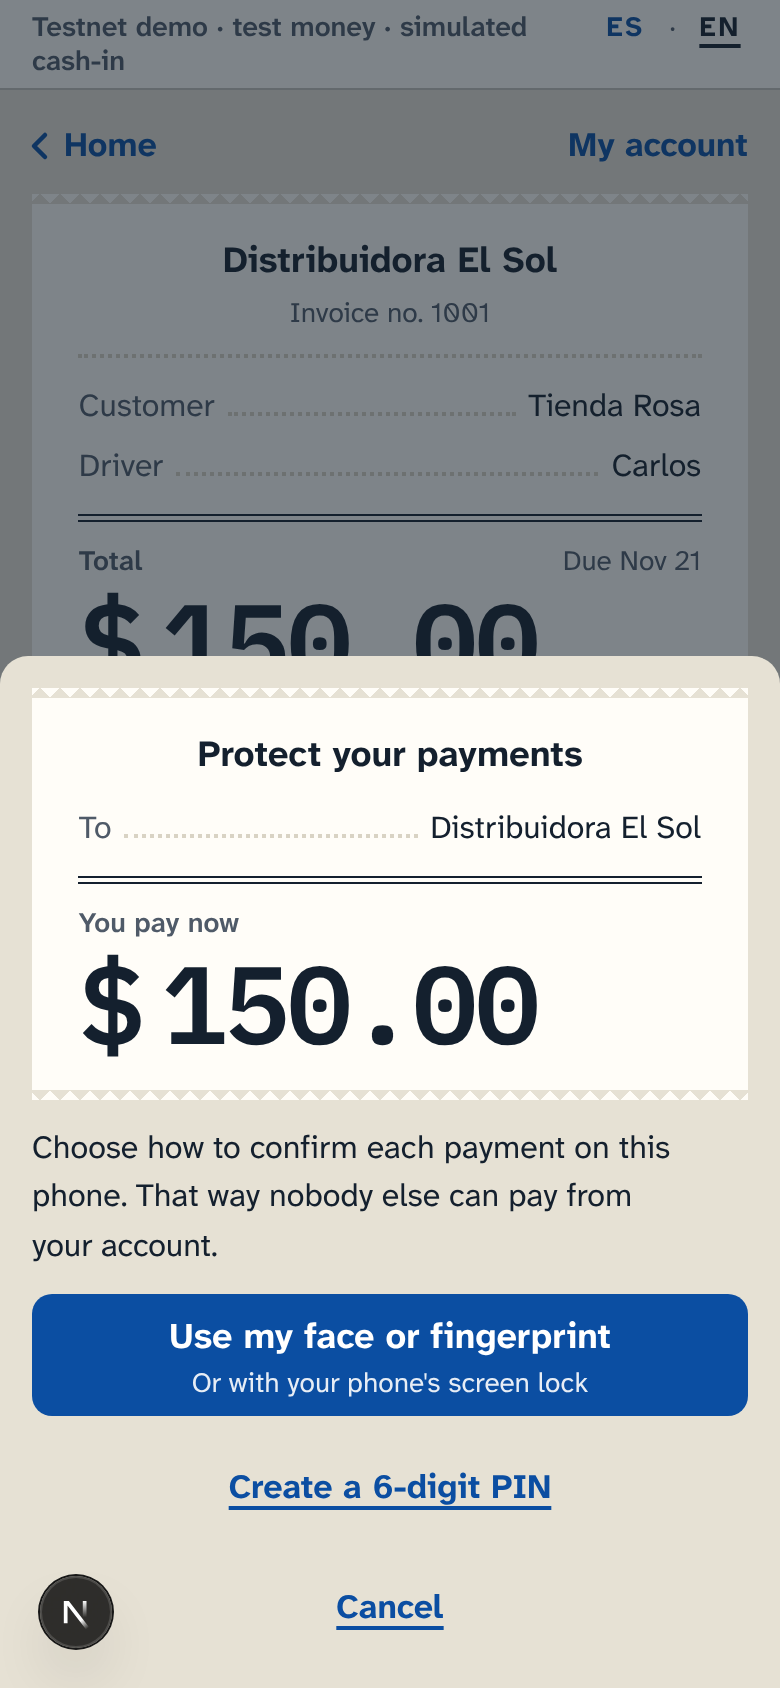 Testnet demo · test money · simulated cash-in
ES · EN
Home
My account
Distribuidora El Sol
Invoice no. 1001
Customer Tienda Rosa
Driver Carlos
Total Due Nov 21
$150.00
Protect your payments
To Distribuidora El Sol
You pay now
$150.00
Choose how to confirm each payment on this
phone. That way nobody else can pay from
your account.
Use my face or fingerprint
Or with your phone's screen lock
Create a 6-digit PIN
N
Cancel